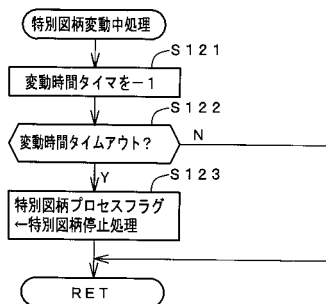 特別図柄変動中処理
S121
変動時間タイマを－1
S122
変動時間タイムアウト？
N
Y
S123
特別図柄プロセスフラグ
←特別図柄停止処理
RET